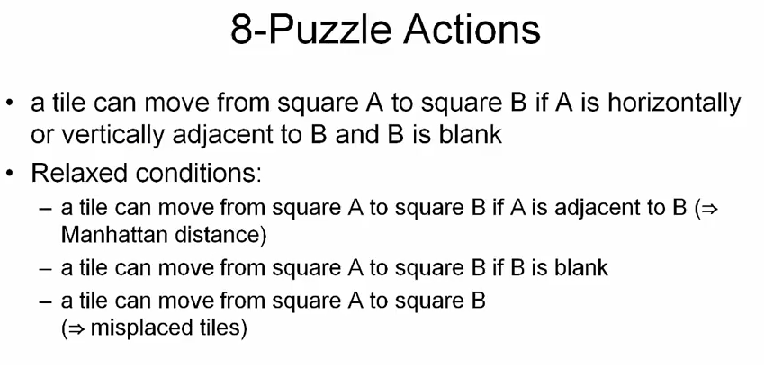 8-Puzzle Actions
• a tile can move from square A to square B if A is horizontally
or vertically adjacent to B and B is blank
• Relaxed conditions:
– a tile can move from square A to square B if A is adjacent to B (⇒
Manhattan distance)
– a tile can move from square A to square B if B is blank
– a tile can move from square A to square B
(⇒ misplaced tiles)